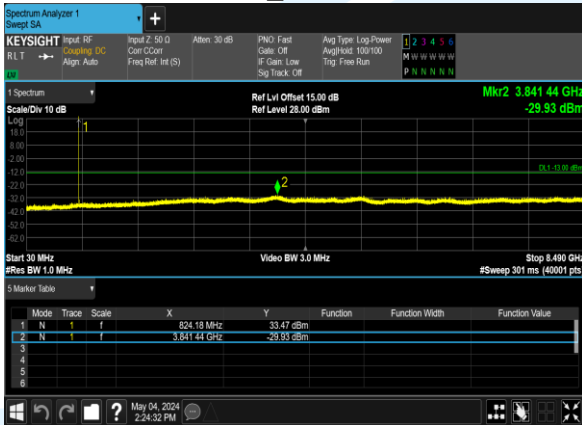 Spectrum Analyzer 1
Swept SA
+
KEYSIGHT Input: RF Input Z: 50 Ω Atten: 30 dB PNO: Fast Avg Type: Log-Power 1 2 3 4 5 6
RLT Coupling: DC Corr CCorr Gate: Off Avg|Hold: 100/100 M W W W W W
Align: Auto Freq Ref: Int (S) IF Gain: Low Trig: Free Run
LVI Sig Track: Off P N N N N N
1 Spectrum Ref Lvl Offset 15.00 dB Mkr2 3.841 44 GHz
Scale/Div 10 dB Ref Level 28.00 dBm -29.93 dBm
Log
1
18.0
8.00
-2.00
-12.0 DL1 -13.00 dBm
-22.0 2
-32.0
-42.0
-52.0
-62.0
Start 30 MHz Video BW 3.0 MHz Stop 8.490 GHz
#Res BW 1.0 MHz #Sweep 301 ms (40001 pts
5 Marker Table
Mode Trace Scale X Y Function Function Width Function Value
1 N 1 f 824.18 MHz 33.47 dBm
2 N 1 f 3.841 44 GHz -29.93 dBm
3
4
5
6
? May 04, 2024
2:24:32 PM